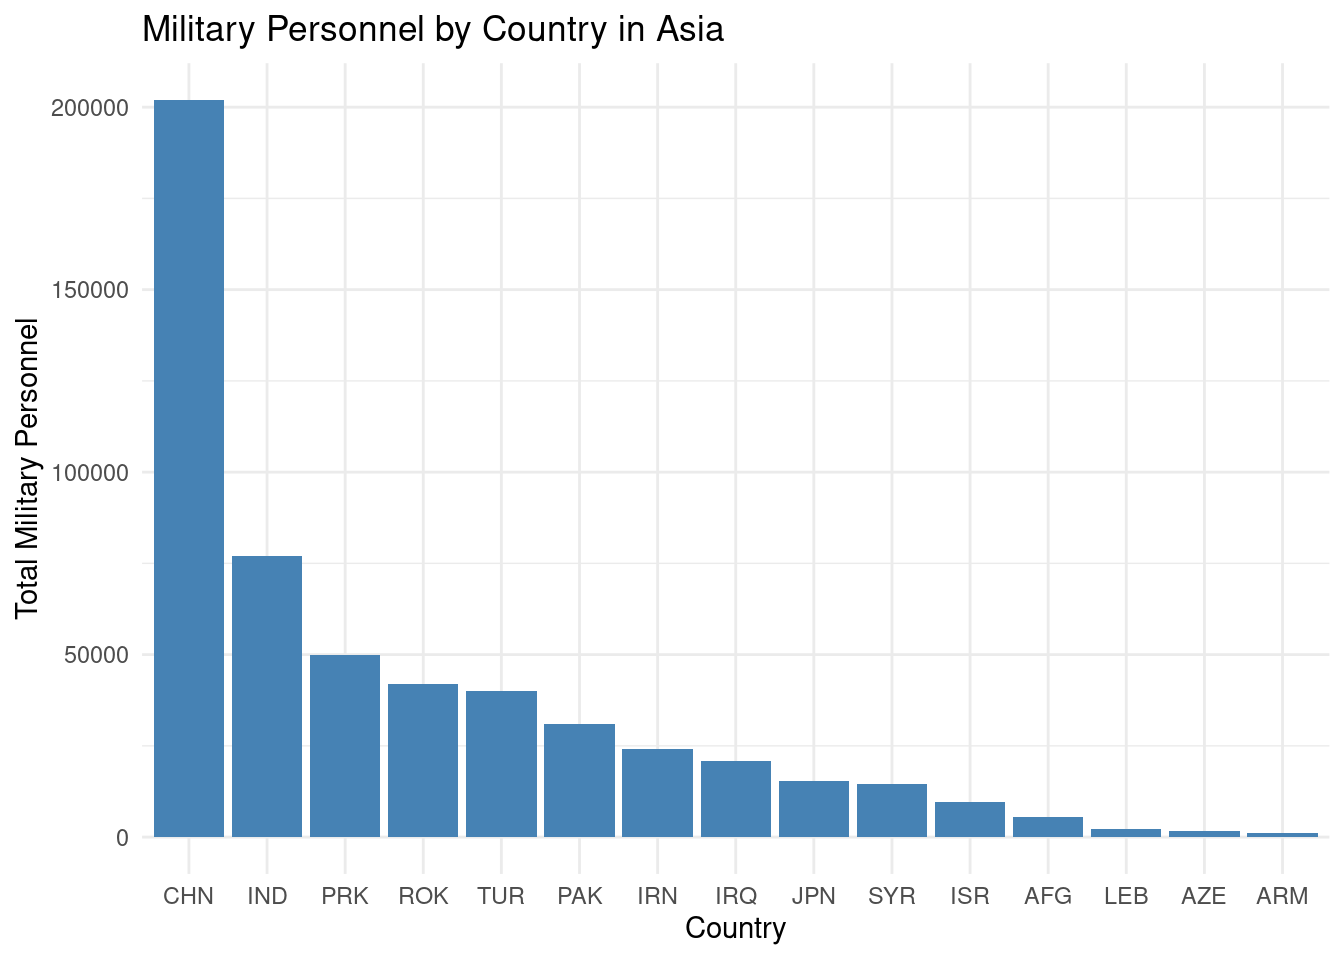 Military Personnel by Country in Asia
Total Military Personnel
200000
150000
100000
50000
0
CHN IND PRK ROK TUR PAK IRN IRQ JPN SYR ISR AFG LEB AZE ARM
Country